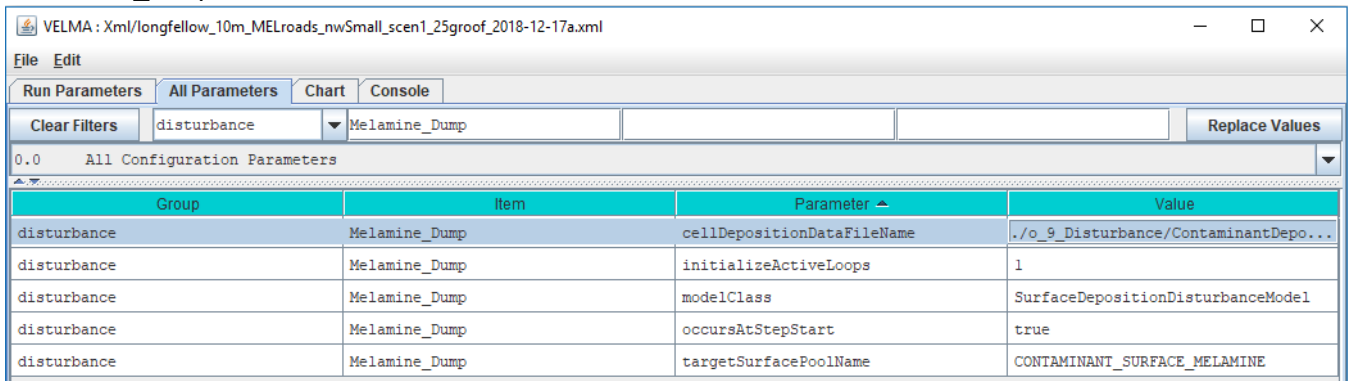 VELMA : Xml/longfellow_10m_MELroads_nwSmall_scen1_25groof_2018-12-17a.xml
File Edit
Run Parameters All Parameters Chart Console
Clear Filters disturbance Melamine_Dump Replace Values
0.0 All Configuration Parameters
Group Item Parameter Value
disturbance Melamine_Dump cellDepositionDataFileName ./o_9_Disturbance/ContaminantDepo...
disturbance Melamine_Dump initializeActiveLoops 1
disturbance Melamine_Dump modelClass SurfaceDepositionDisturbanceModel
disturbance Melamine_Dump occursAtStepStart true
disturbance Melamine_Dump targetSurfacePoolName CONTAMINANT_SURFACE_MELAMINE